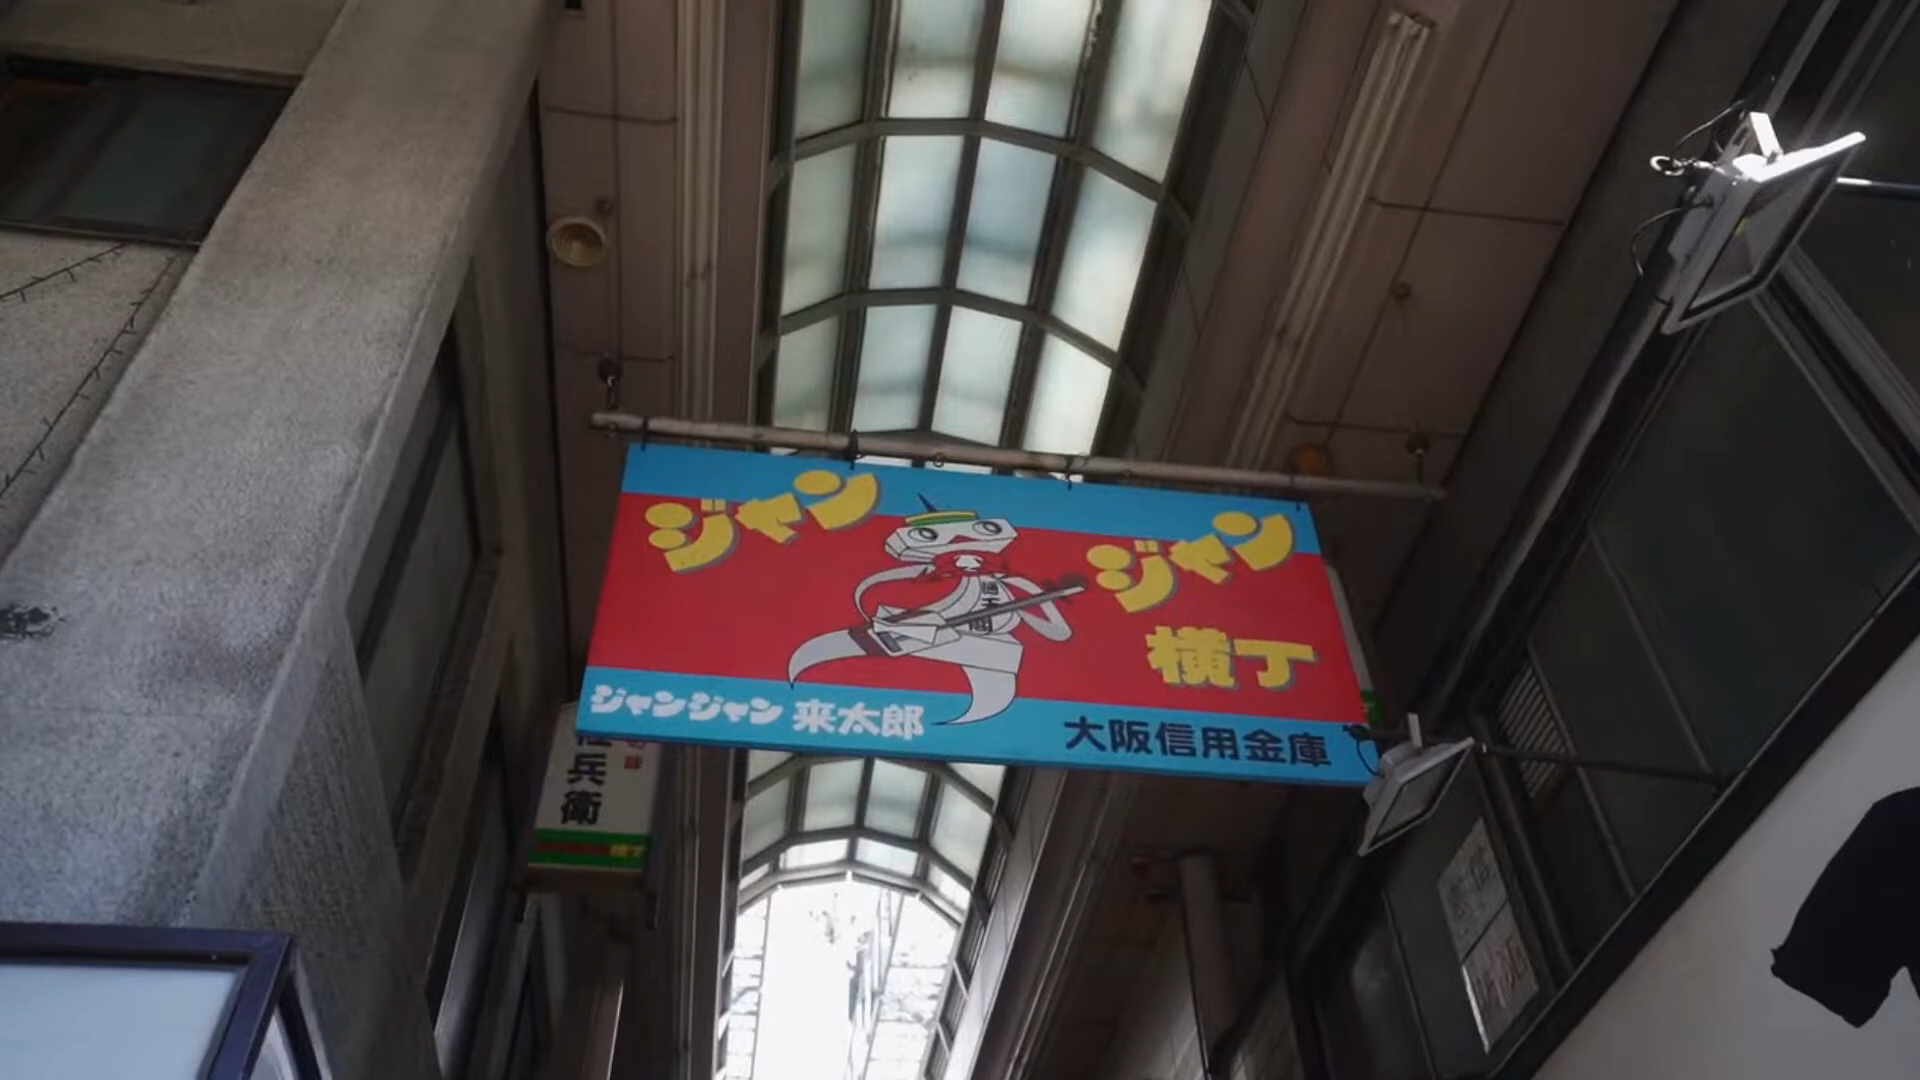 ジャン
ジャン
横丁
通天閣
ジャンジャン 来太郎
大阪信用金庫
兵衛
横丁